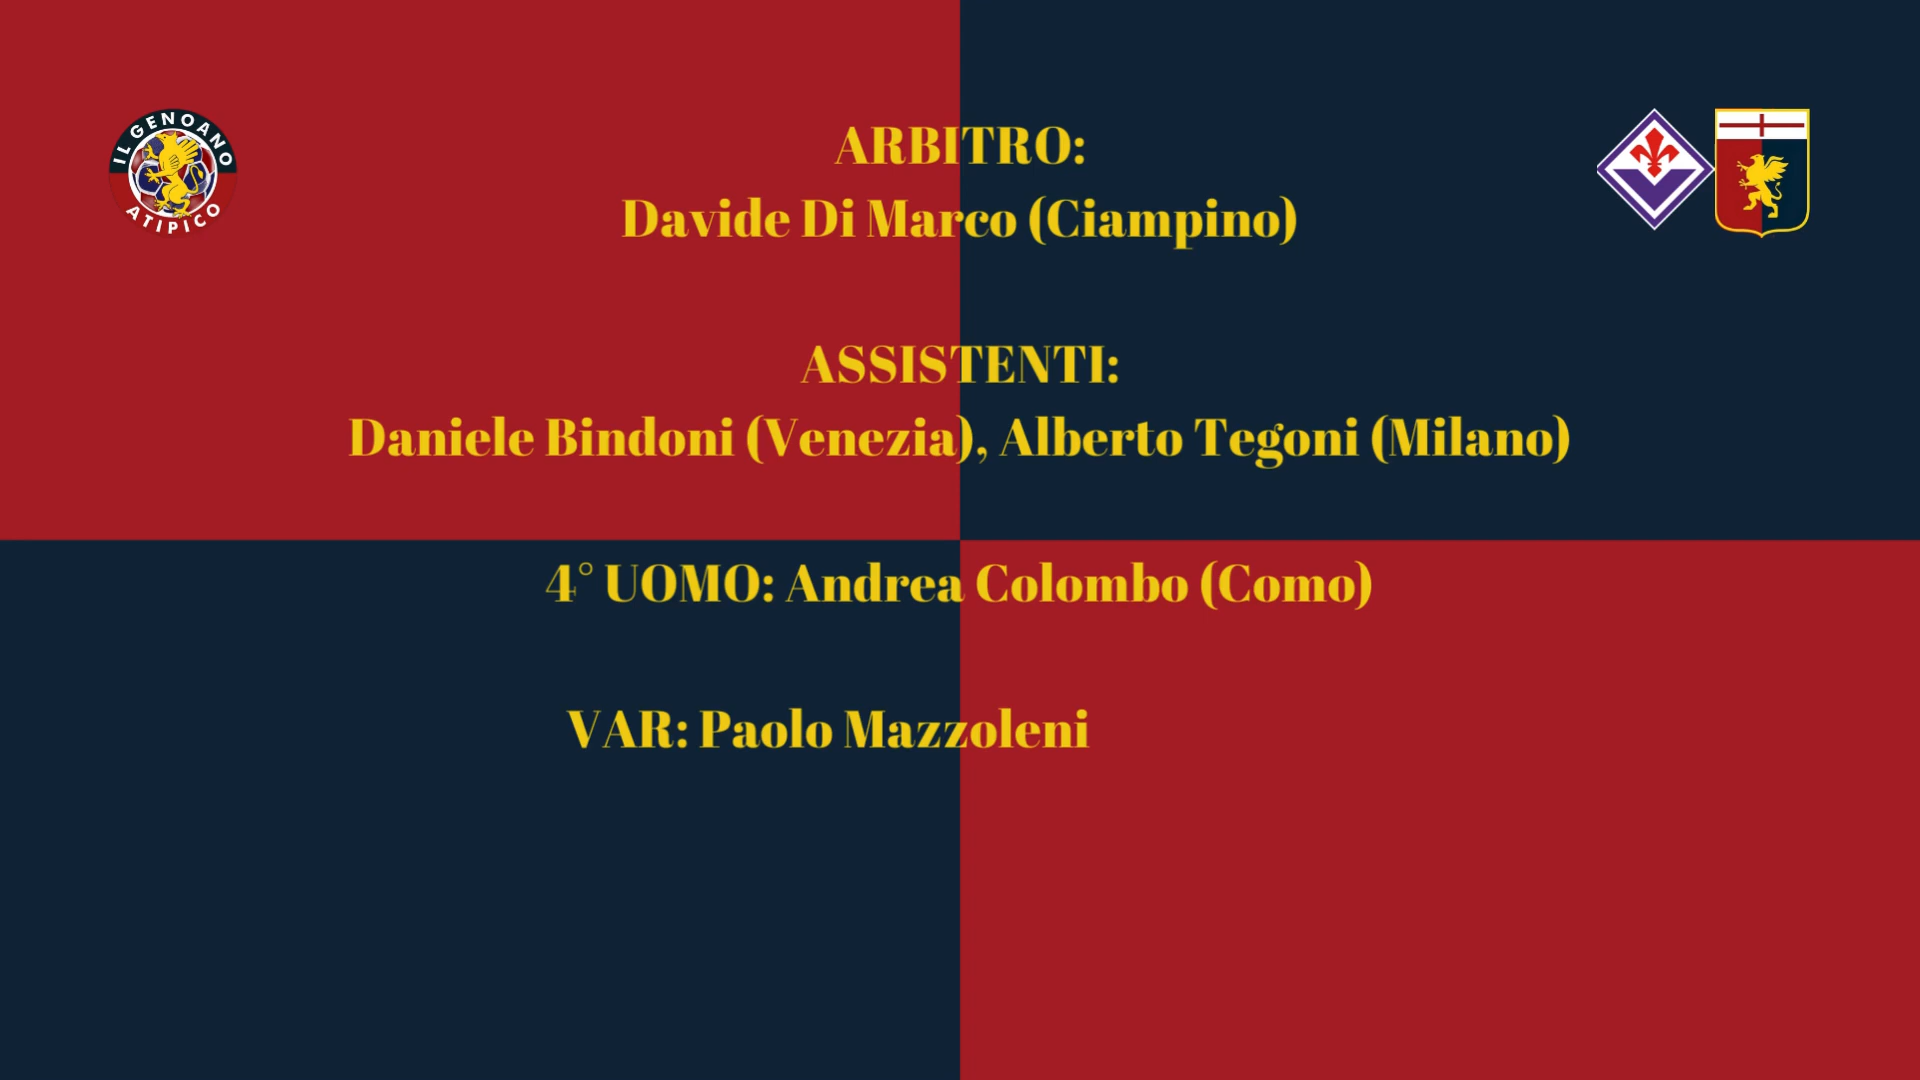 IL GENOANO
ATIPICO
ARBITRO:
Davide Di Marco (Ciampino)
ASSISTENTI:
Daniele Bindoni (Venezia), Alberto Tegoni (Milano)
4° UOMO: Andrea Colombo (Como)
VAR: Paolo Mazzoleni